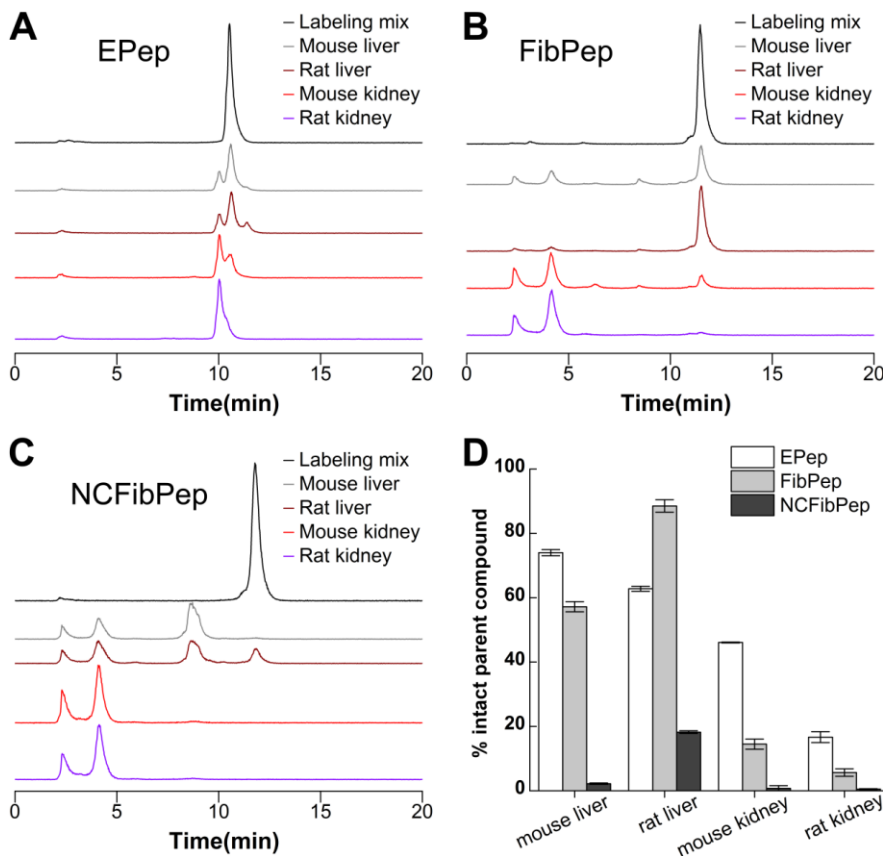 A
EPep
Labeling mix
Mouse liver
Rat liver
Mouse kidney
Rat kidney
0 5 10 15 20
Time(min)
B
FibPep
Labeling mix
Mouse liver
Rat liver
Mouse kidney
Rat kidney
0 5 10 15 20
Time(min)
C
NCFibPep
Labeling mix
Mouse liver
Rat liver
Mouse kidney
Rat kidney
0 5 10 15 20
Time(min)
D
EPep
FibPep
NCFibPep
% intact parent compound
100
80
60
40
20
0
mouse liver
rat liver
mouse kidney
rat kidney